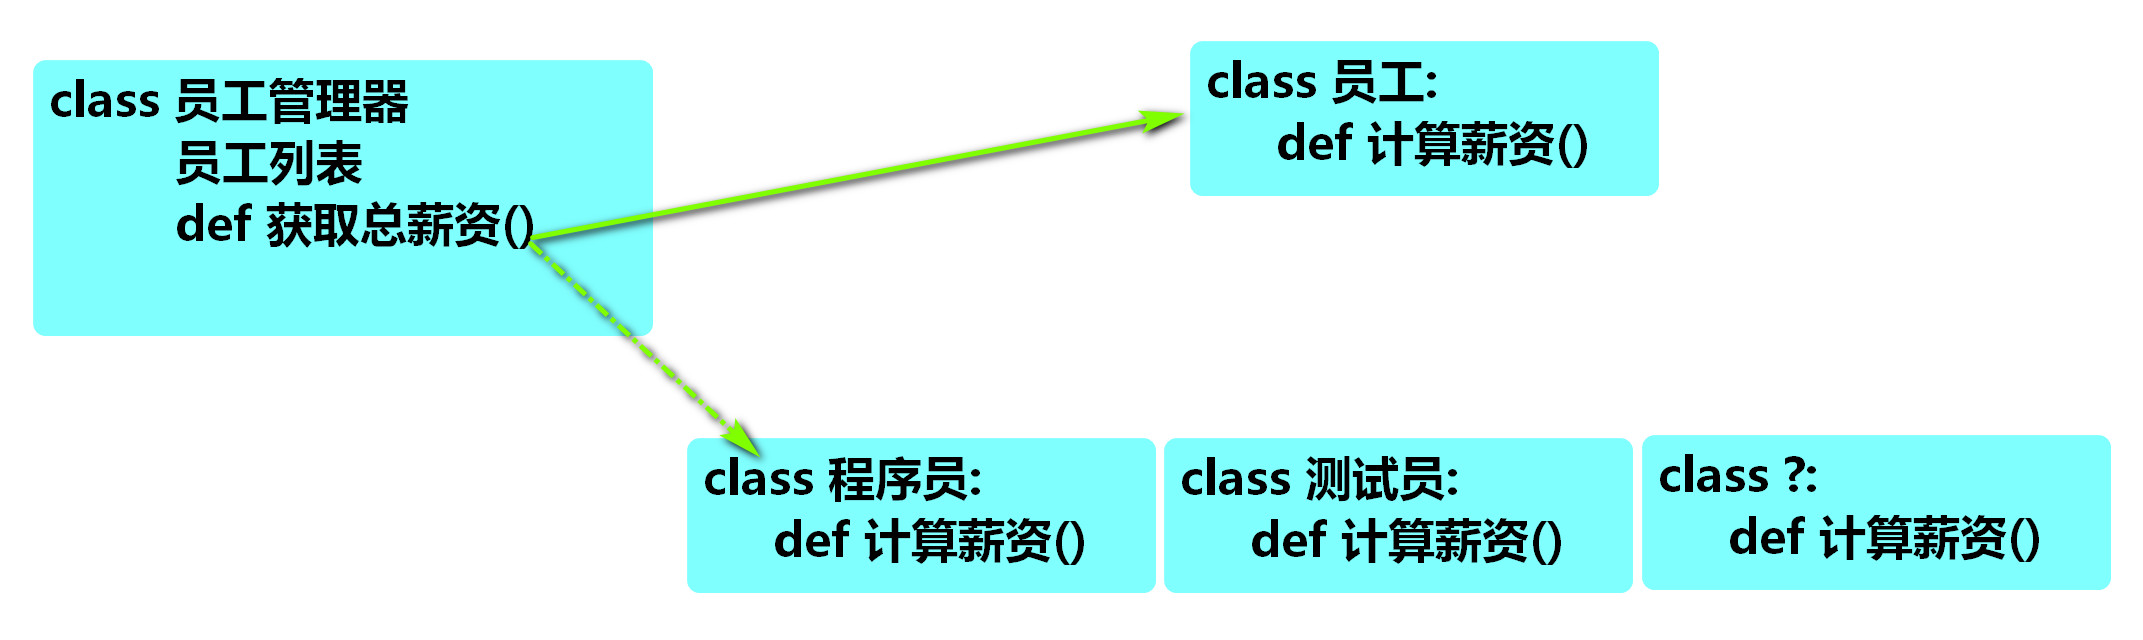 class 员工管理器
员工列表
def 获取总薪资()
class 员工:
def 计算薪资()
class 程序员:
def 计算薪资()
class 测试员:
def 计算薪资()
class ?:
def 计算薪资()